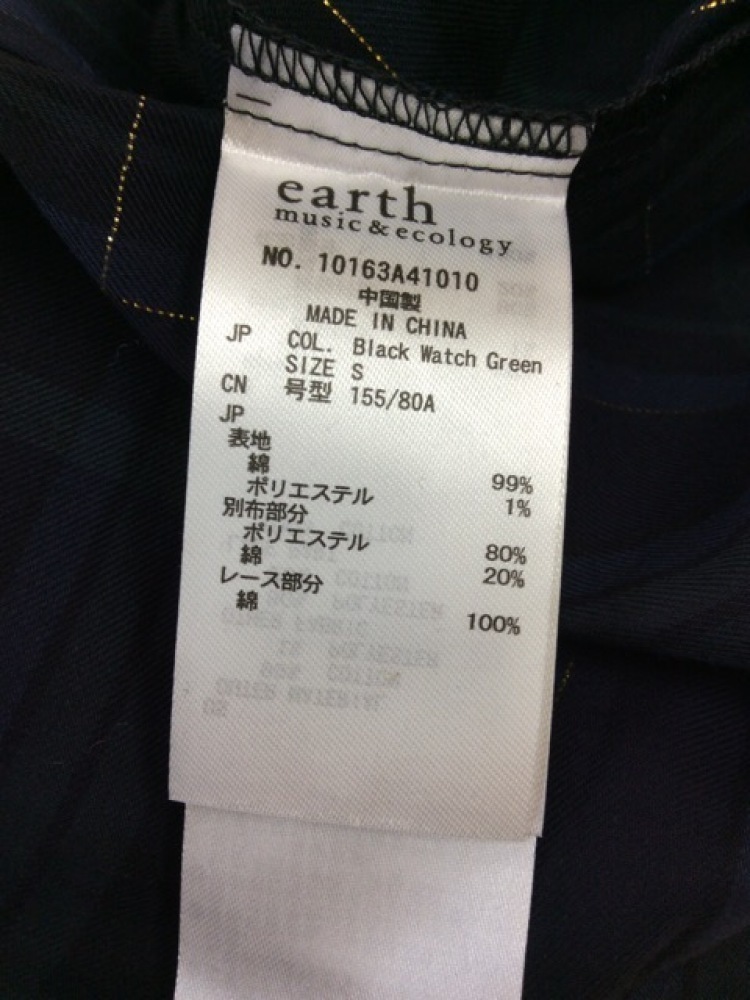 earth
music & ecology
NO. 10163A41010
中国製
MADE IN CHINA
JP COL. Black Watch Green
SIZE S
CN 号型 155/80A
JP
表地
綿 99%
ポリエステル 1%
別布部分
ポリエステル 80%
綿 20%
レース部分
綿 100%